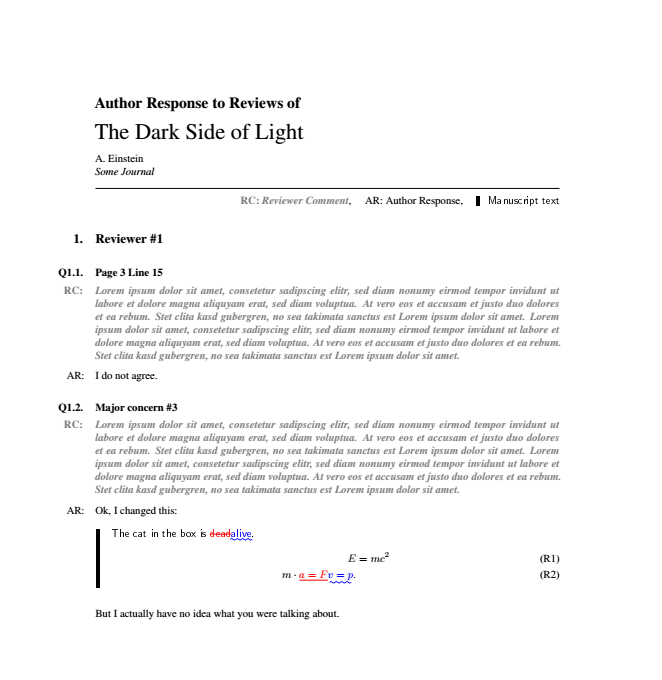 Author Response to Reviews of
The Dark Side of Light
A. Einstein
Some Journal
RC: Reviewer Comment, AR: Author Response, Manuscript text
1. Reviewer #1
Q1.1. Page 3 Line 15
RC: Lorem ipsum dolor sit amet, consetetur sadipscing elitr, sed diam nonumy eirmod tempor invidunt ut
labore et dolore magna aliquyam erat, sed diam voluptua. At vero eos et accusam et justo duo dolores
et ea rebum. Stet clita kasd gubergren, no sea takimata sanctus est Lorem ipsum dolor sit amet. Lorem
ipsum dolor sit amet, consetetur sadipscing elitr, sed diam nonumy eirmod tempor invidunt ut labore et
dolore magna aliquyam erat, sed diam voluptua. At vero eos et accusam et justo duo dolores et ea rebum.
Stet clita kasd gubergren, no sea takimata sanctus est Lorem ipsum dolor sit amet.
AR: I do not agree.
Q1.2. Major concern #3
RC: Lorem ipsum dolor sit amet, consetetur sadipscing elitr, sed diam nonumy eirmod tempor invidunt ut
labore et dolore magna aliquyam erat, sed diam voluptua. At vero eos et accusam et justo duo dolores
et ea rebum. Stet clita kasd gubergren, no sea takimata sanctus est Lorem ipsum dolor sit amet. Lorem
ipsum dolor sit amet, consetetur sadipscing elitr, sed diam nonumy eirmod tempor invidunt ut labore et
dolore magna aliquyam erat, sed diam voluptua. At vero eos et accusam et justo duo dolores et ea rebum.
Stet clita kasd gubergren, no sea takimata sanctus est Lorem ipsum dolor sit amet.
AR: Ok, I changed this:
The cat in the box is deadalive.
E = mc² (R1)
m · a = Fv = p. (R2)
But I actually have no idea what you were talking about.